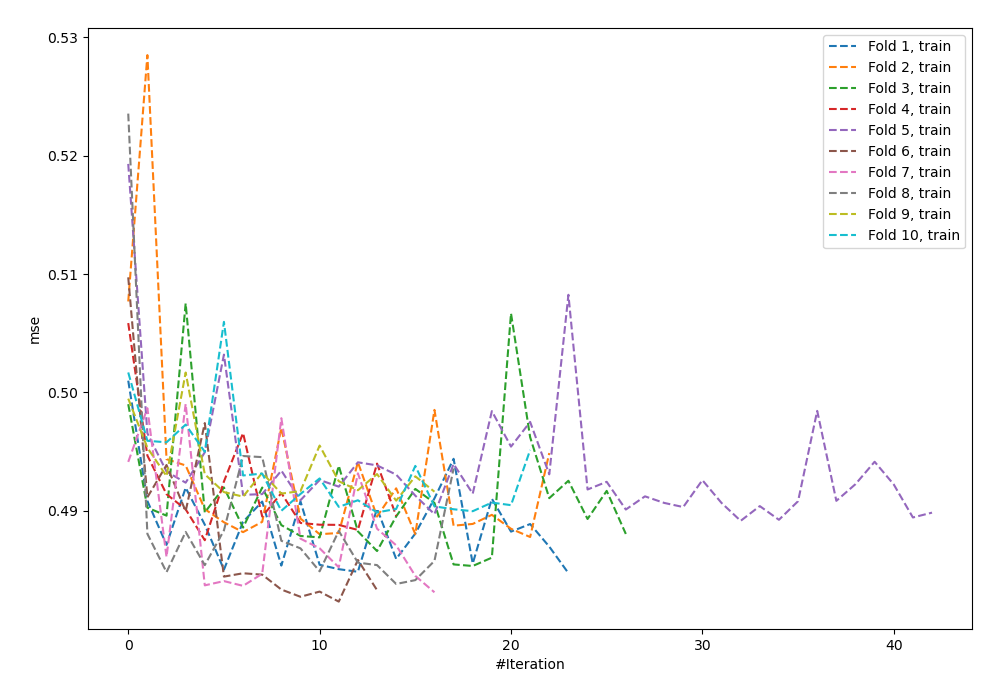 0.53
0.52
0.51
0.50
0.49
mse
0
10
20
30
40
#Iteration
Fold 1, train
Fold 2, train
Fold 3, train
Fold 4, train
Fold 5, train
Fold 6, train
Fold 7, train
Fold 8, train
Fold 9, train
Fold 10, train